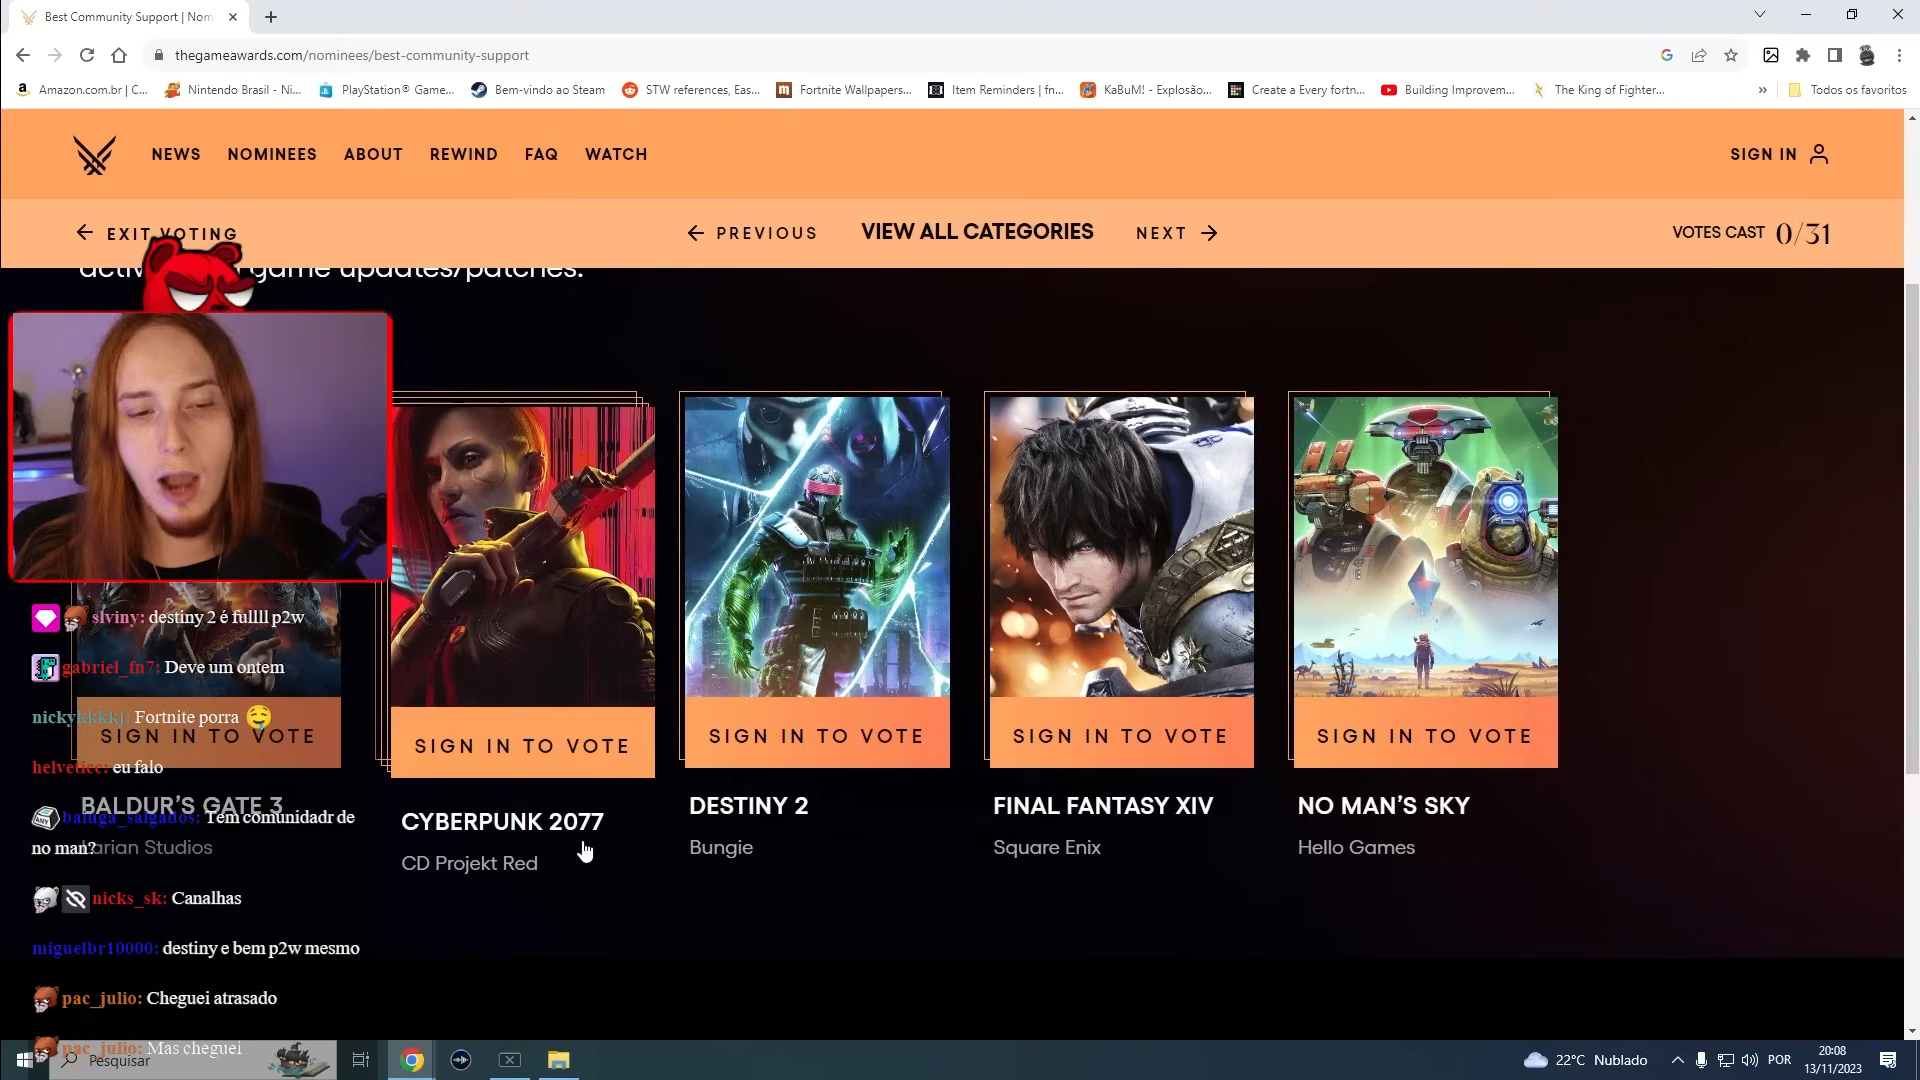 Best Community Support | Nom
thegameawards.com/nominees/best-community-support
Amazon.com.br | C...
Nintendo Brasil - Ni...
PlayStation® Game...
Bem-vindo ao Steam
STW references, Eas...
Fortnite Wallpapers...
Item Reminders | fn...
KaBuM! - Explosão...
Create a Every fortn...
Building Improvem...
The King of Fighter...
»
Todos os favoritos
NEWS
NOMINEES
ABOUT
REWIND
FAQ
WATCH
SIGN IN
EXIT VOTING
PREVIOUS
VIEW ALL CATEGORIES
NEXT
VOTES CAST 0/31
game updates/patches.
SIGN IN TO VOTE
BALDUR'S GATE 3
Larian Studios
SIGN IN TO VOTE
CYBERPUNK 2077
CD Projekt Red
SIGN IN TO VOTE
DESTINY 2
Bungie
SIGN IN TO VOTE
FINAL FANTASY XIV
Square Enix
SIGN IN TO VOTE
NO MAN'S SKY
Hello Games
slviny: destiny 2 é fullll p2w
gabriel_fn7: Deve um ontem
nickykkkkj: Fortnite porra 🤤
eu falo
baluga_salgados: Tem comunidadr de
no man?
nicks_sk: Canalhas
miguelbr10000: destiny e bem p2w mesmo
pac_julio: Cheguei atrasado
pac_julio: Mas cheguei
Pesquisar
22°C Nublado
POR
20:08
13/11/2023